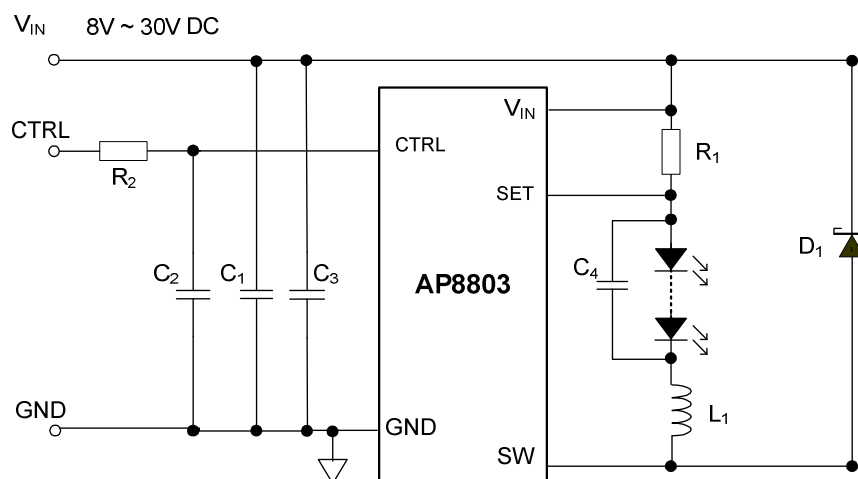 VIN 8V ~ 30V DC
CTRL
R2
CTRL
VIN
R1
SET
C2
C1
C3
AP8803
C4
D1
GND
GND
L1
SW